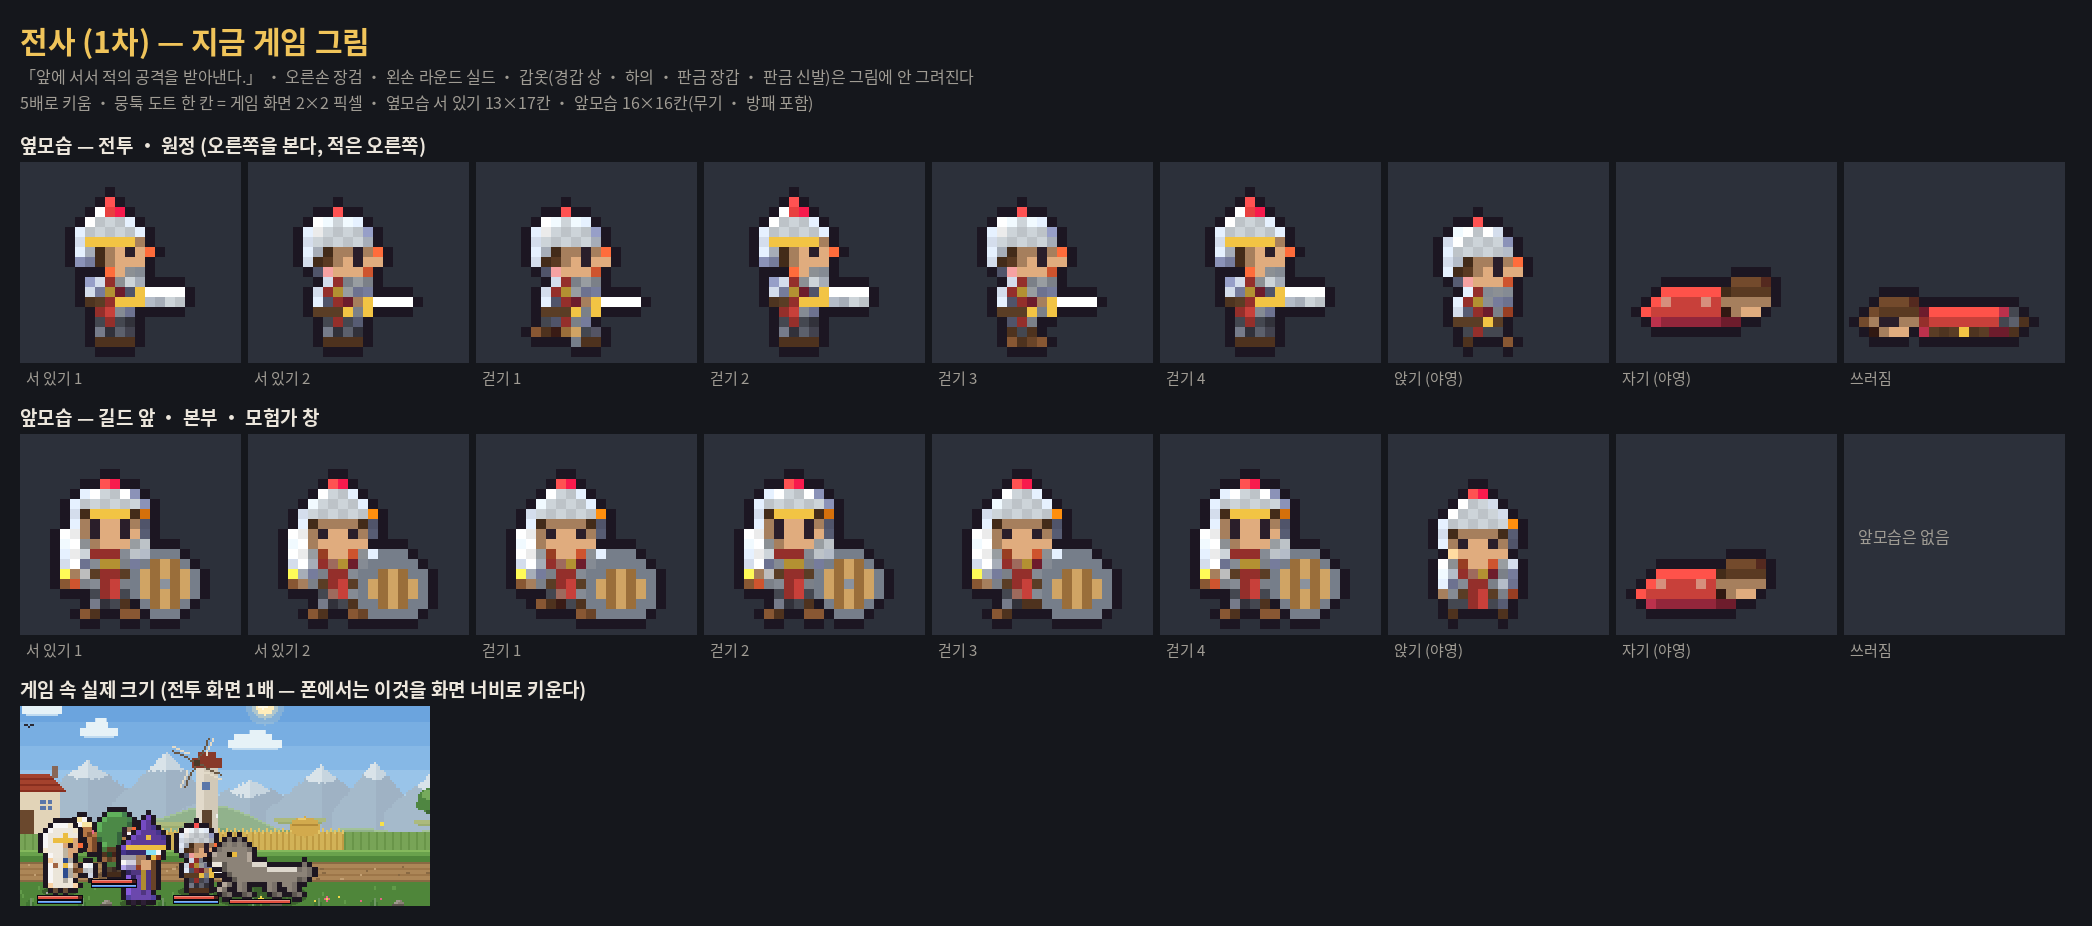 전사 (1차) — 지금 게임 그림
「앞에 서서 적의 공격을 받아낸다.」 · 오른손 장검 · 왼손 라운드 실드 · 갑옷(경갑 상 · 하의 · 판금 장갑 · 판금 신발)은 그림에 안 그려진다
5배로 키움 · 뭉툭 도트 한 칸 = 게임 화면 2×2 픽셀 · 옆모습 서 있기 13×17칸 · 앞모습 16×16칸(무기 · 방패 포함)
옆모습 — 전투 · 원정 (오른쪽을 본다, 적은 오른쪽)
서 있기 1
서 있기 2
걷기 1
걷기 2
걷기 3
걷기 4
앉기 (야영)
자기 (야영)
쓰러짐
앞모습 — 길드 앞 · 본부 · 모험가 창
앞모습은 없음
서 있기 1
서 있기 2
걷기 1
걷기 2
걷기 3
걷기 4
앉기 (야영)
자기 (야영)
쓰러짐
게임 속 실제 크기 (전투 화면 1배 — 폰에서는 이것을 화면 너비로 키운다)